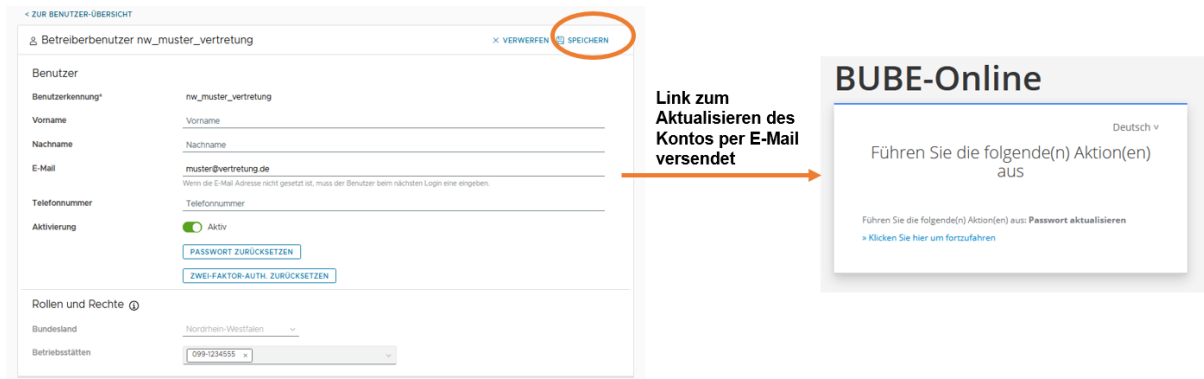 < ZUR BENUTZER-ÜBERSICHT
Betreiberbenutzer nw_muster_vertretung
× VERWERFEN
SPEICHERN
Benutzer
Benutzerkennung*
nw_muster_vertretung
Vorname
Vorname
Nachname
Nachname
E-Mail
muster@vertretung.de
Wenn die E-Mail Adresse nicht gesetzt ist, muss der Benutzer beim nächsten Login eine eingeben.
Telefonnummer
Telefonnummer
Aktivierung
Aktiv
PASSWORT ZURÜCKSETZEN
ZWEI-FAKTOR-AUTH. ZURÜCKSETZEN
Rollen und Rechte
Bundesland
Nordrhein-Westfalen
Betriebsstätten
099-1234555 ×
Link zum
Aktualisieren des
Kontos per E-Mail
versendet
BUBE-Online
Deutsch
Führen Sie die folgende(n) Aktion(en)
aus
Führen Sie die folgende(n) Aktion(en) aus: Passwort aktualisieren
» Klicken Sie hier um fortzufahren